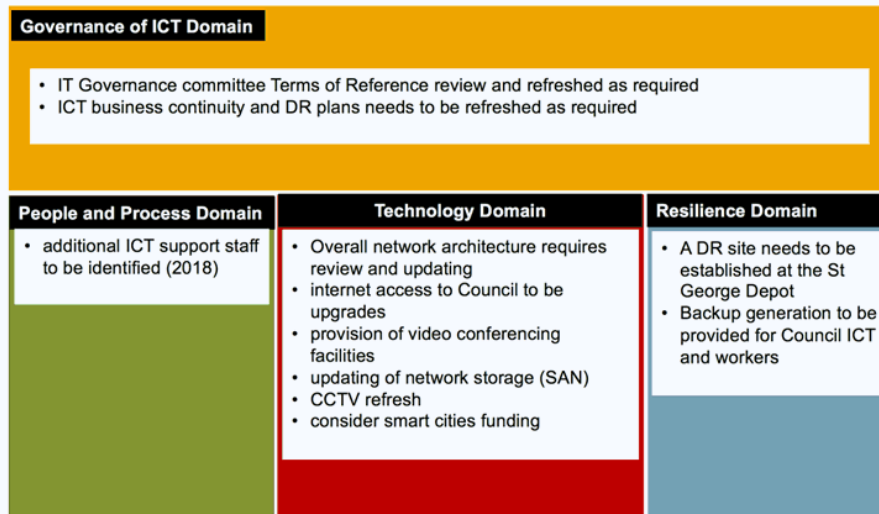 Governance of ICT Domain
• IT Governance committee Terms of Reference review and refreshed as required
• ICT business continuity and DR plans needs to be refreshed as required
People and Process Domain
• additional ICT support staff
to be identified (2018)
Technology Domain
• Overall network architecture requires
review and updating
• internet access to Council to be
upgrades
• provision of video conferencing
facilities
• updating of network storage (SAN)
• CCTV refresh
• consider smart cities funding
Resilience Domain
• A DR site needs to be
established at the St
George Depot
• Backup generation to be
provided for Council ICT
and workers